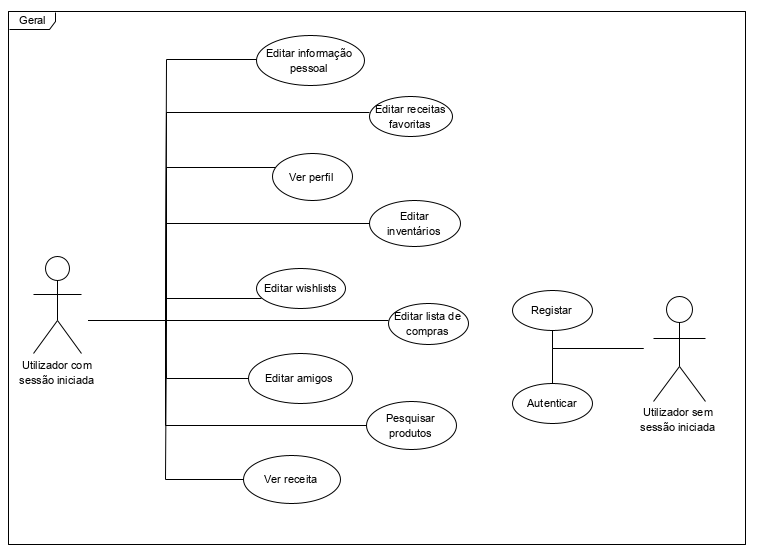 Geral
Editar informação
pessoal
Editar receitas
favoritas
Ver perfil
Editar
inventários
Editar wishlists
Editar lista de
compras
Editar amigos
Pesquisar
produtos
Ver receita
Utilizador com
sessão iniciada
Registar
Autenticar
Utilizador sem
sessão iniciada